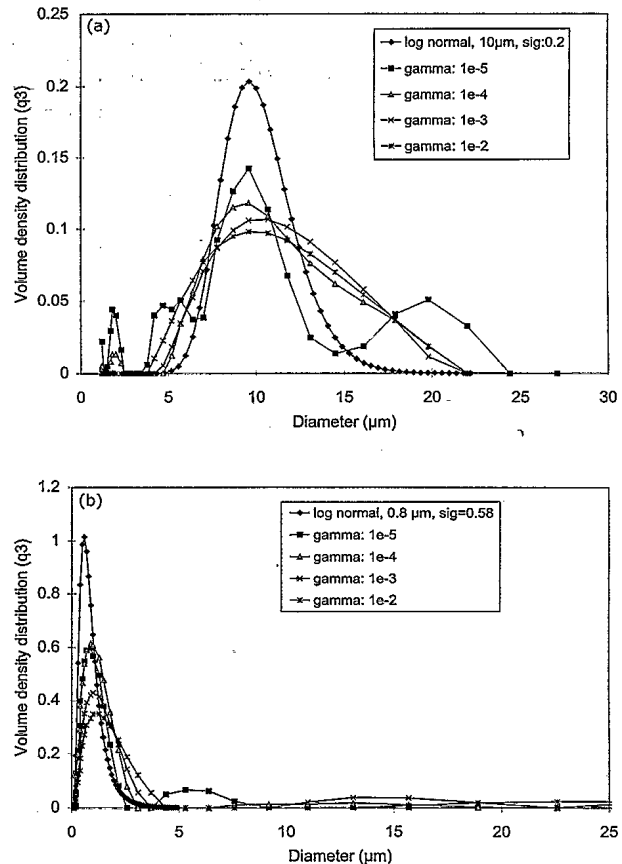 (a)
0.25
0.2
0.15
0.1
0.05
0
Volume density distribution (q3)
log normal, 10µm, sig:0.2
gamma: 1e-5
gamma: 1e-4
gamma: 1e-3
gamma: 1e-2
0 5 10 15 20 25 30
Diameter (µm)
(b)
1.2
1
0.8
0.6
0.4
0.2
0
Volume density distribution (q3)
log normal, 0.8 µm, sig=0.58
gamma: 1e-5
gamma: 1e-4
gamma: 1e-3
gamma: 1e-2
0 5 10 15 20 25
Diameter (µm)